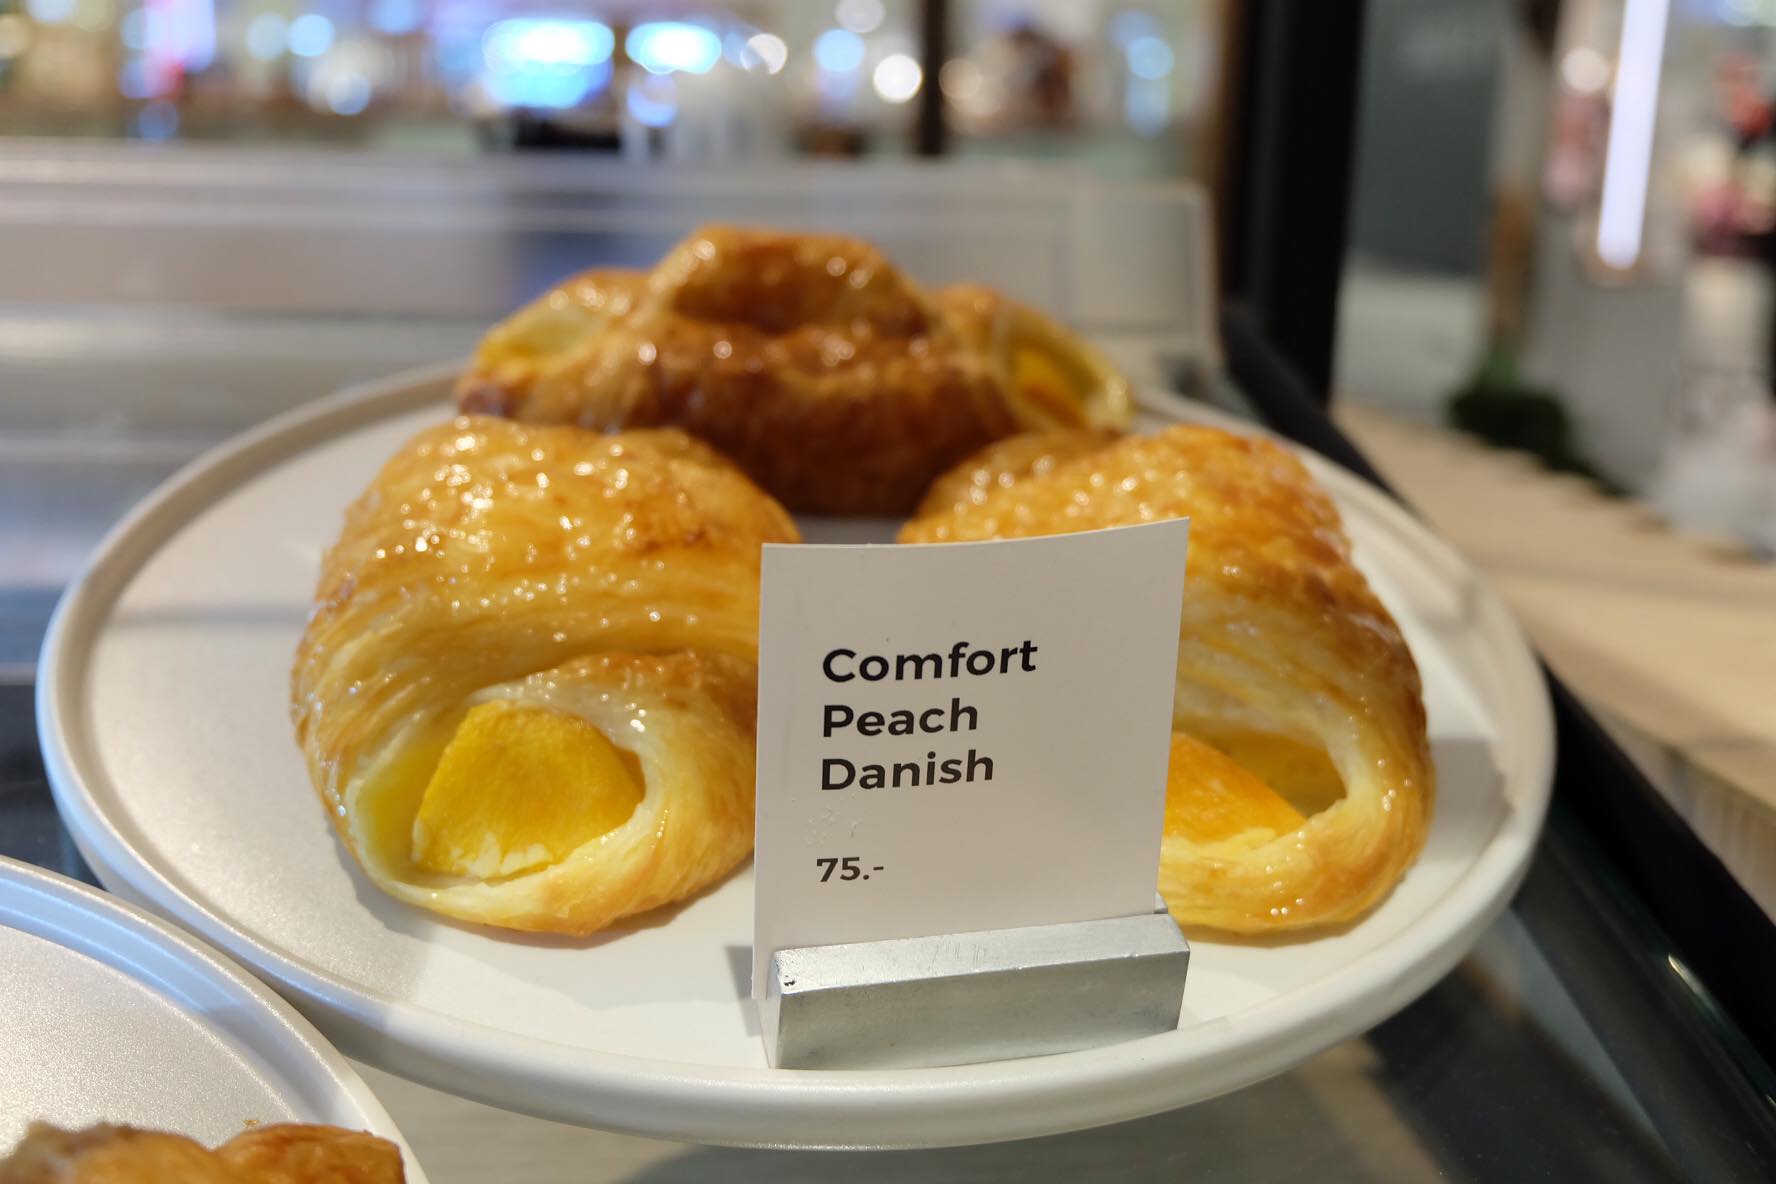 Comfort
Peach
Danish
75.-